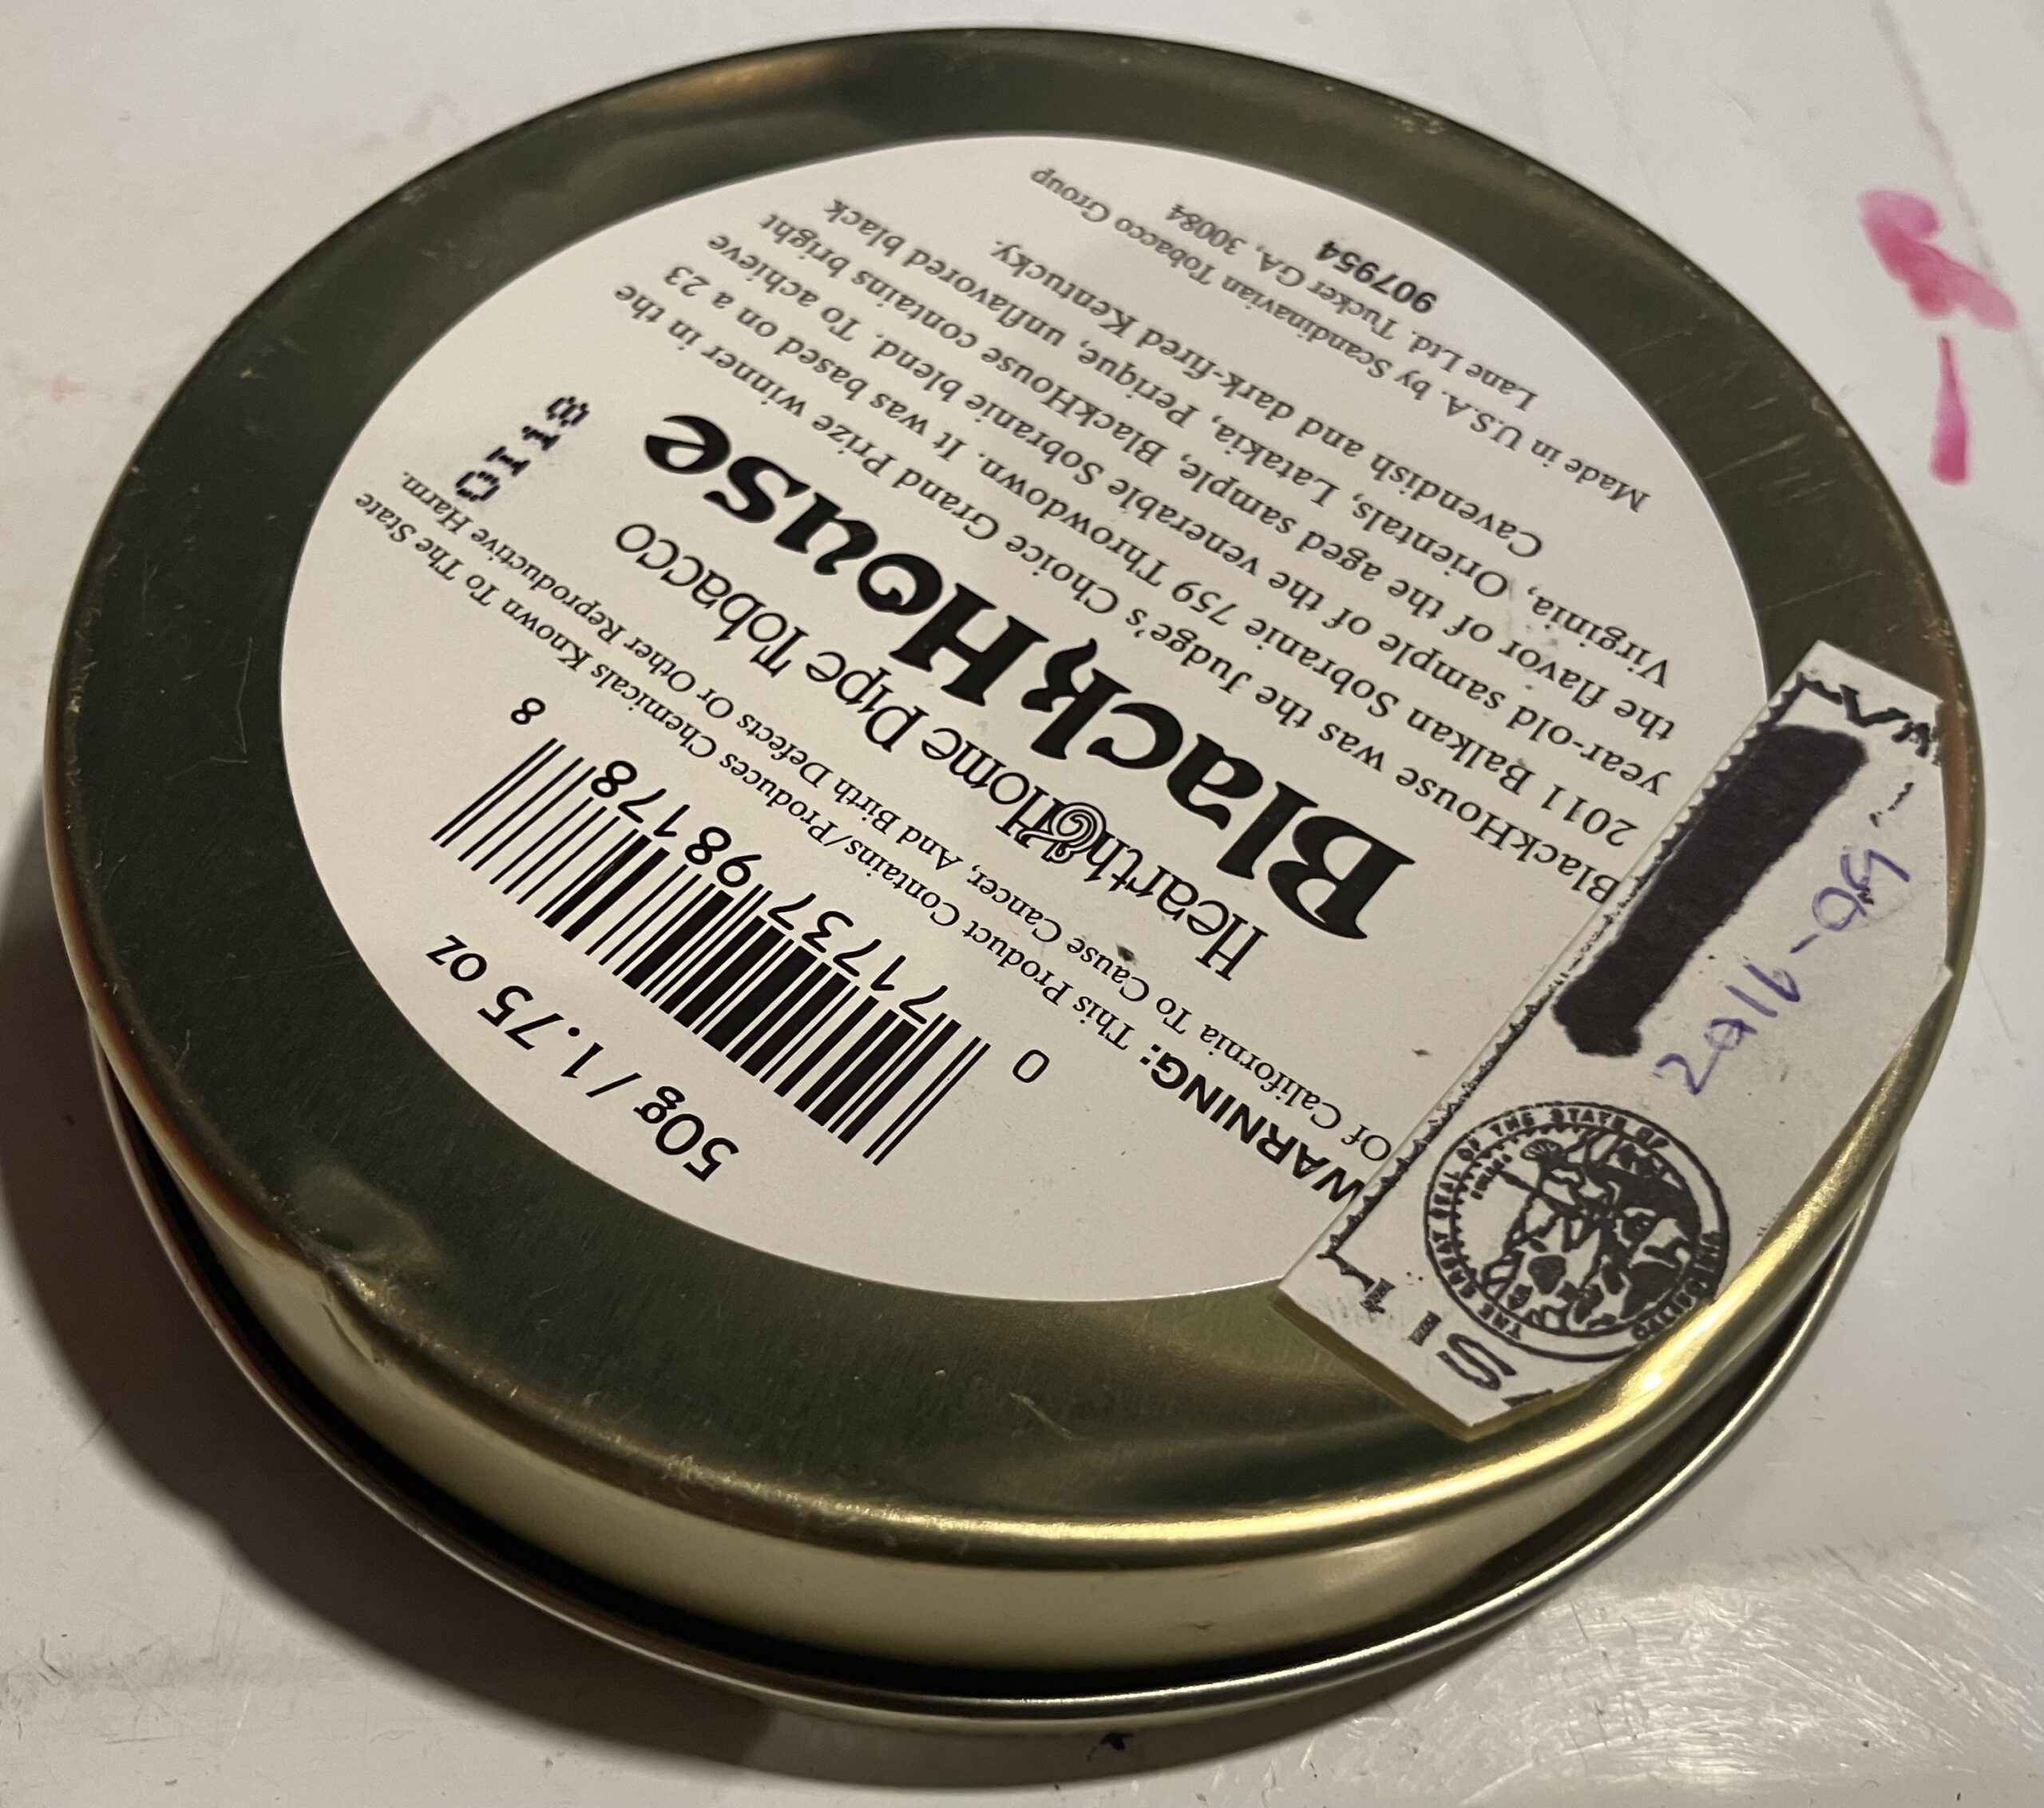 50g / 1.75 oz
0 71737 98178 8
WARNING: This Product Contains/Produces Chemicals Known To The State
Of California To Cause Cancer, And Birth Defects Or Other Reproductive Harm.
Hearth & Home Pipe Tobacco
BlackHouse
BlackHouse was the Judge's Choice Grand Prize winner in the
2011 Balkan Sobranie 759 Throwdown. It was based on a 23
year-old sample of the venerable Sobranie blend. To achieve
the flavor of the aged sample, BlackHouse contains bright
Virginia, Orientals, Latakia, Perique, unflavored black
Cavendish and dark-fired Kentucky.
Made in U.S.A. by Scandinavian Tobacco Group
Lane Ltd. Tucker GA, 30084
907954
SEAL OF THE STATE OF